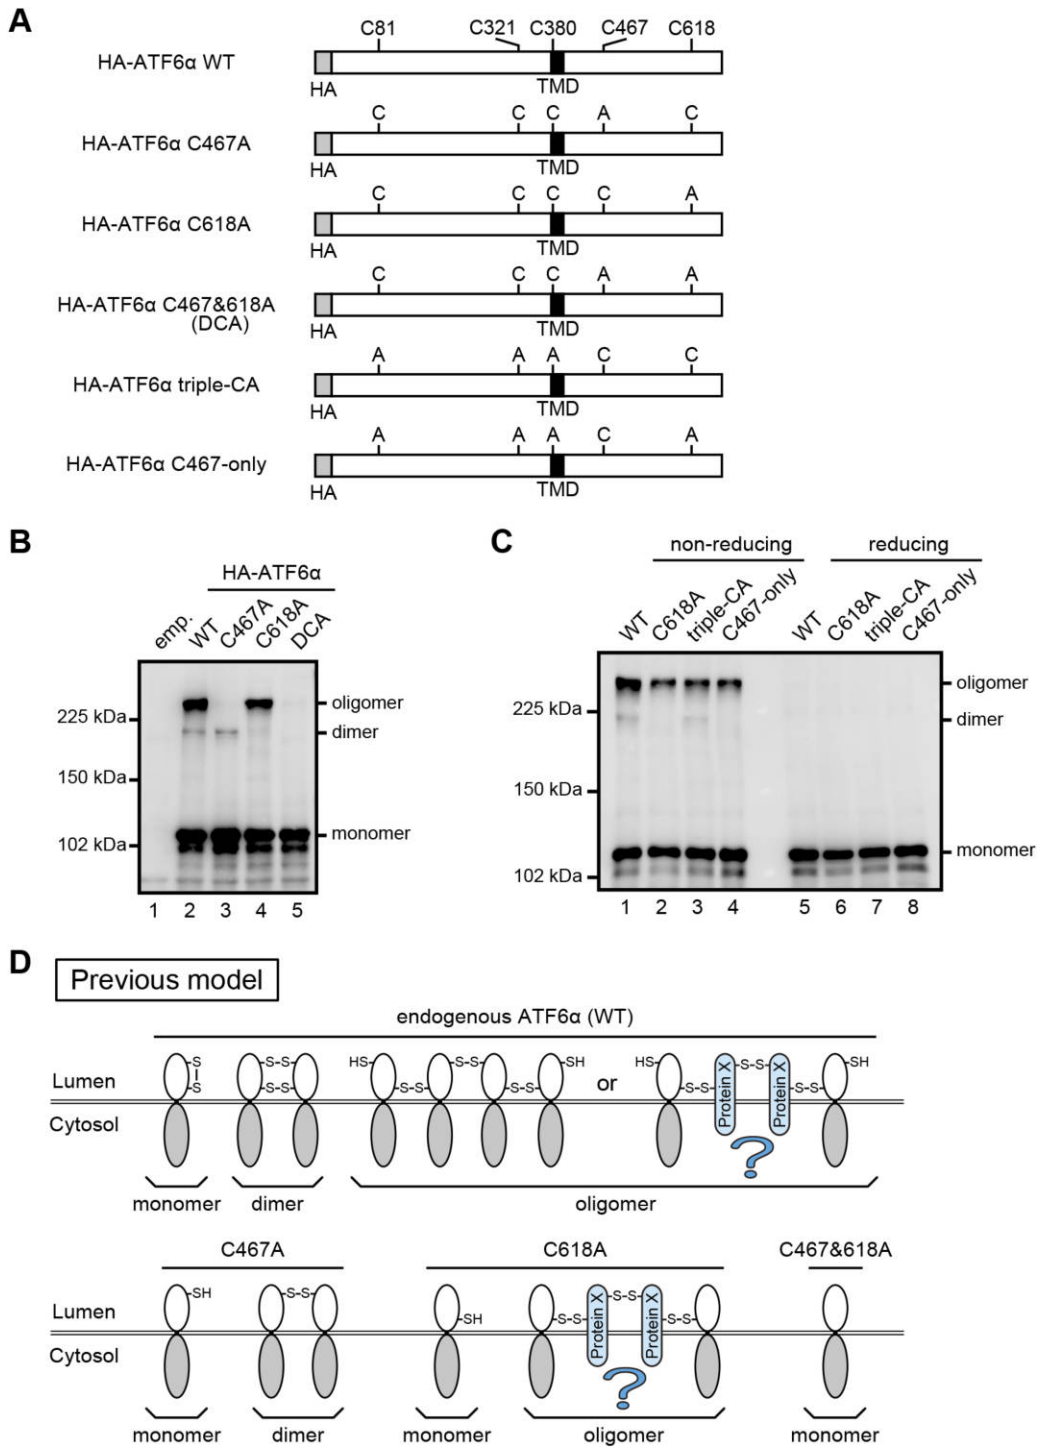 A
C81 C321 C380 C467 C618
HA-ATF6α WT
HA TMD
C C C A C
HA-ATF6α C467A
HA TMD
C C C C A
HA-ATF6α C618A
HA TMD
C C C A A
HA-ATF6α C467&618A
(DCA)
HA TMD
A A A C C
HA-ATF6α triple-CA
HA TMD
A A A C A
HA-ATF6α C467-only
HA TMD
B
HA-ATF6α
emp. WT C467A C618A DCA
oligomer
225 kDa
dimer
150 kDa
monomer
102 kDa
1 2 3 4 5
C
non-reducing reducing
WT C618A triple-CA C467-only WT C618A triple-CA C467-only
oligomer
225 kDa
dimer
150 kDa
monomer
102 kDa
1 2 3 4 5 6 7 8
D
Previous model
endogenous ATF6α (WT)
S S-S HS S-S SH or HS S-S SH
S
Lumen
S-S S-S S-S S-S S-S
Protein X Protein X
Cytosol
?
monomer dimer oligomer
C467A C618A C467&618A
SH S-S S-S
Lumen
SH S-S S-S
Protein X Protein X
Cytosol
?
monomer dimer monomer oligomer monomer